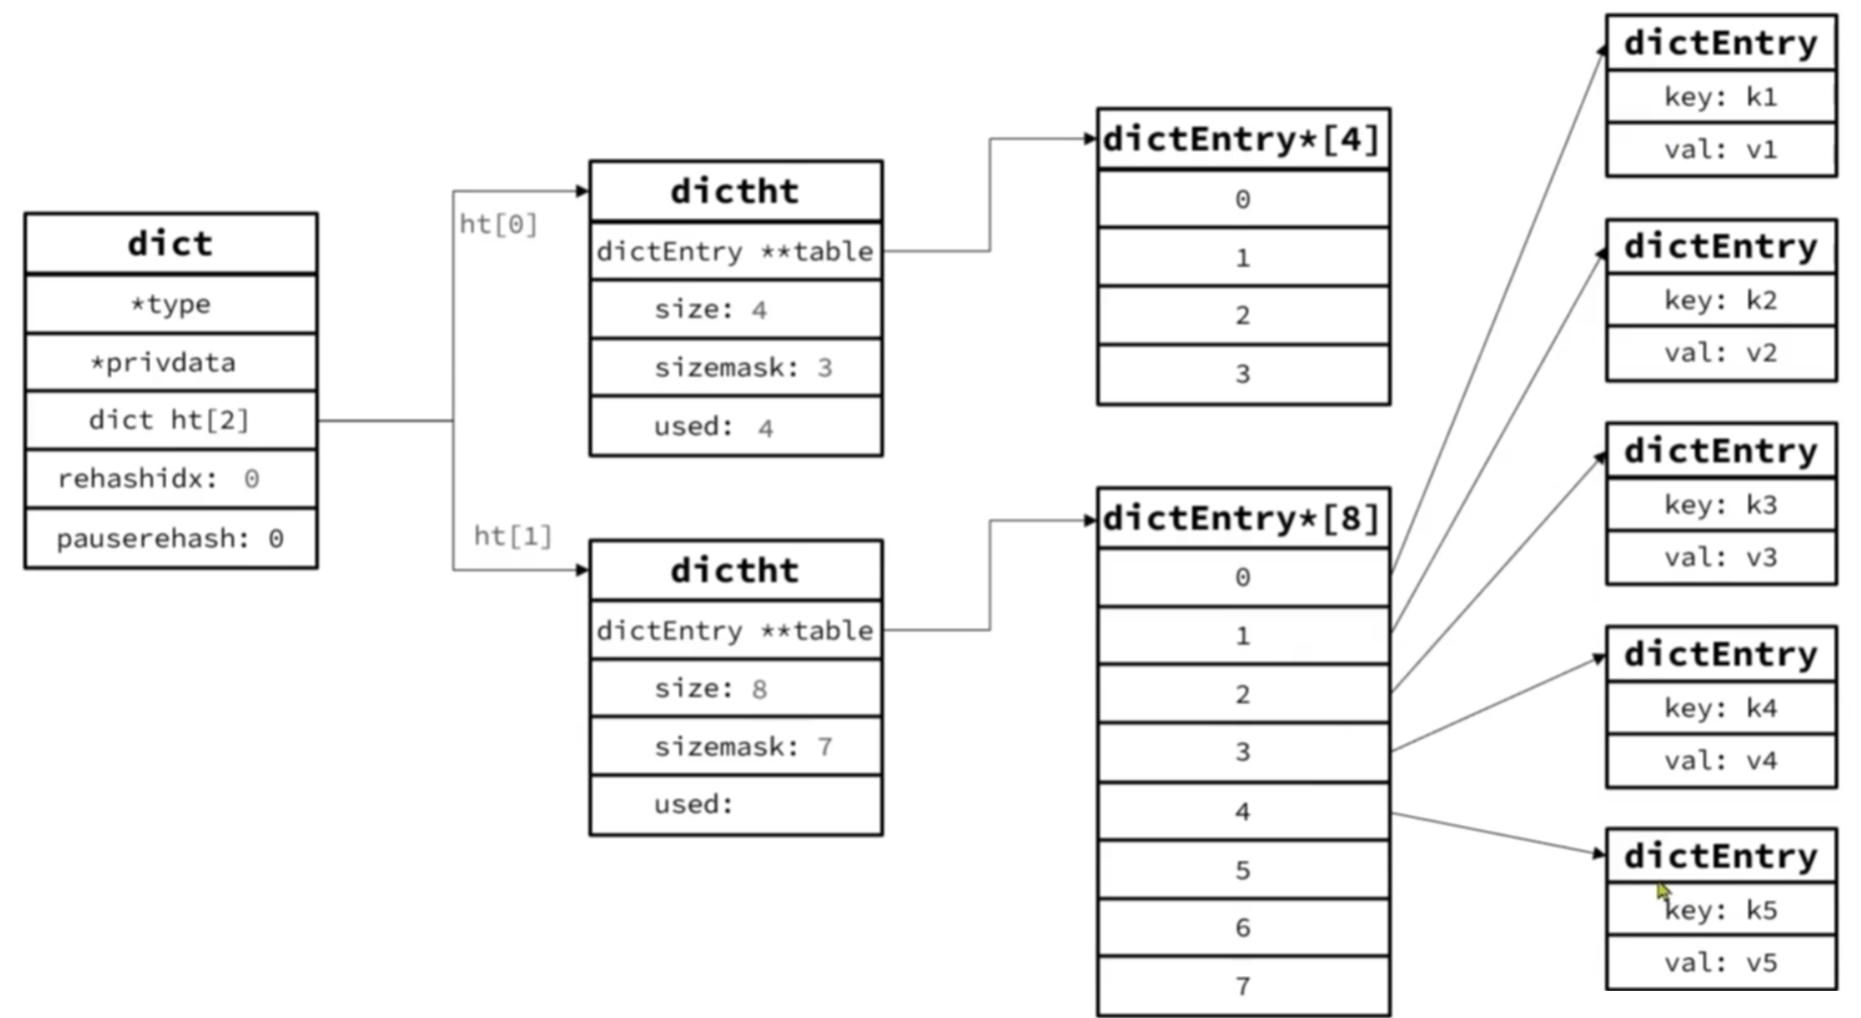 dict
*type
*privdata
dict ht[2]
rehashidx: 0
pauserehash: 0
ht[0]
dictht
dictEntry **table
size: 4
sizemask: 3
used: 4
ht[1]
dictht
dictEntry **table
size: 8
sizemask: 7
used:
dictEntry*[4]
0
1
2
3
dictEntry*[8]
0
1
2
3
4
5
6
7
dictEntry
key: k1
val: v1
dictEntry
key: k2
val: v2
dictEntry
key: k3
val: v3
dictEntry
key: k4
val: v4
dictEntry
key: k5
val: v5